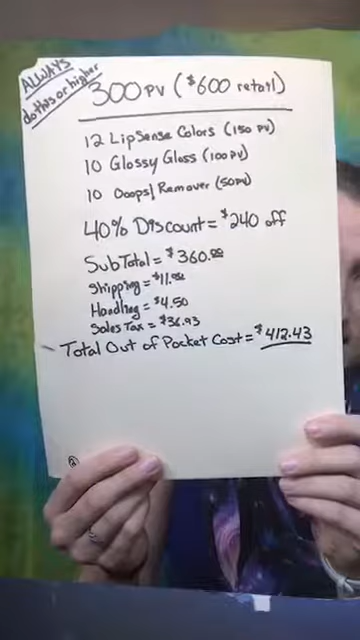 ALLWAYS
do this or higher
300 PV ($600 retail)
12 LipSense Colors (150 PV)
10 Glossy Gloss (100 PV)
10 Ooops! Remover (50 PV)
40% Discount = $240 off
SubTotal = $360.00
Shipping = $11.00
Handling = $4.50
Sales Tax = $36.93
Total Out of Pocket Cost = $412.43
2